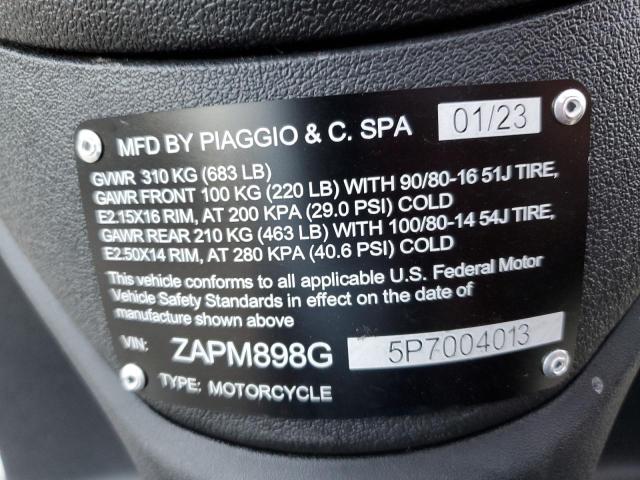 MFD BY PIAGGIO & C. SPA 01/23
GVWR 310 KG (683 LB)
GAWR FRONT 100 KG (220 LB) WITH 90/80-16 51J TIRE,
E2.15X16 RIM, AT 200 KPA (29.0 PSI) COLD
GAWR REAR 210 KG (463 LB) WITH 100/80-14 54J TIRE,
E2.50X14 RIM, AT 280 KPA (40.6 PSI) COLD
This vehicle conforms to all applicable U.S. Federal Motor
Vehicle Safety Standards in effect on the date of
manufacture shown above
VIN: ZAPM898G 5P7004013
TYPE: MOTORCYCLE